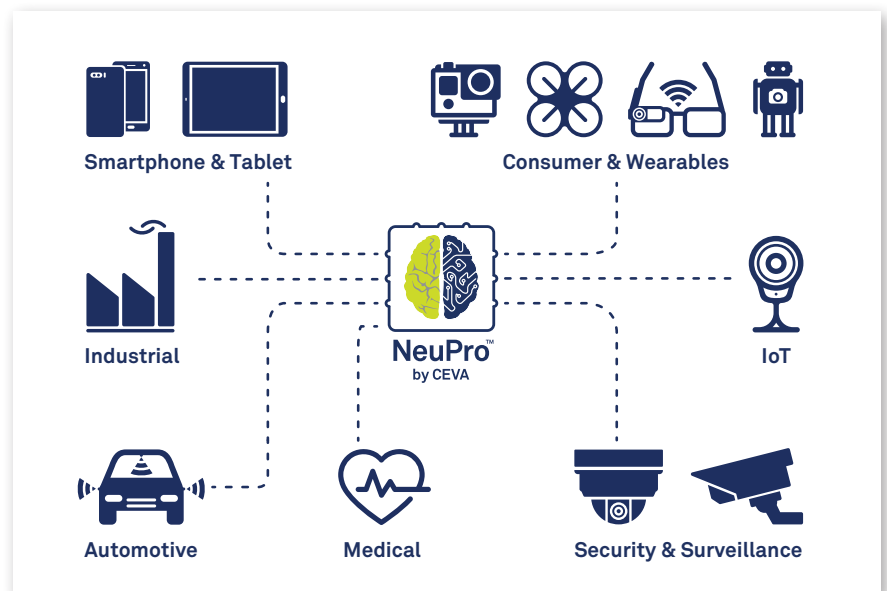 Smartphone & Tablet
Consumer & Wearables
Industrial
NeuPro™
by CEVA
IoT
Automotive
Medical
Security & Surveillance